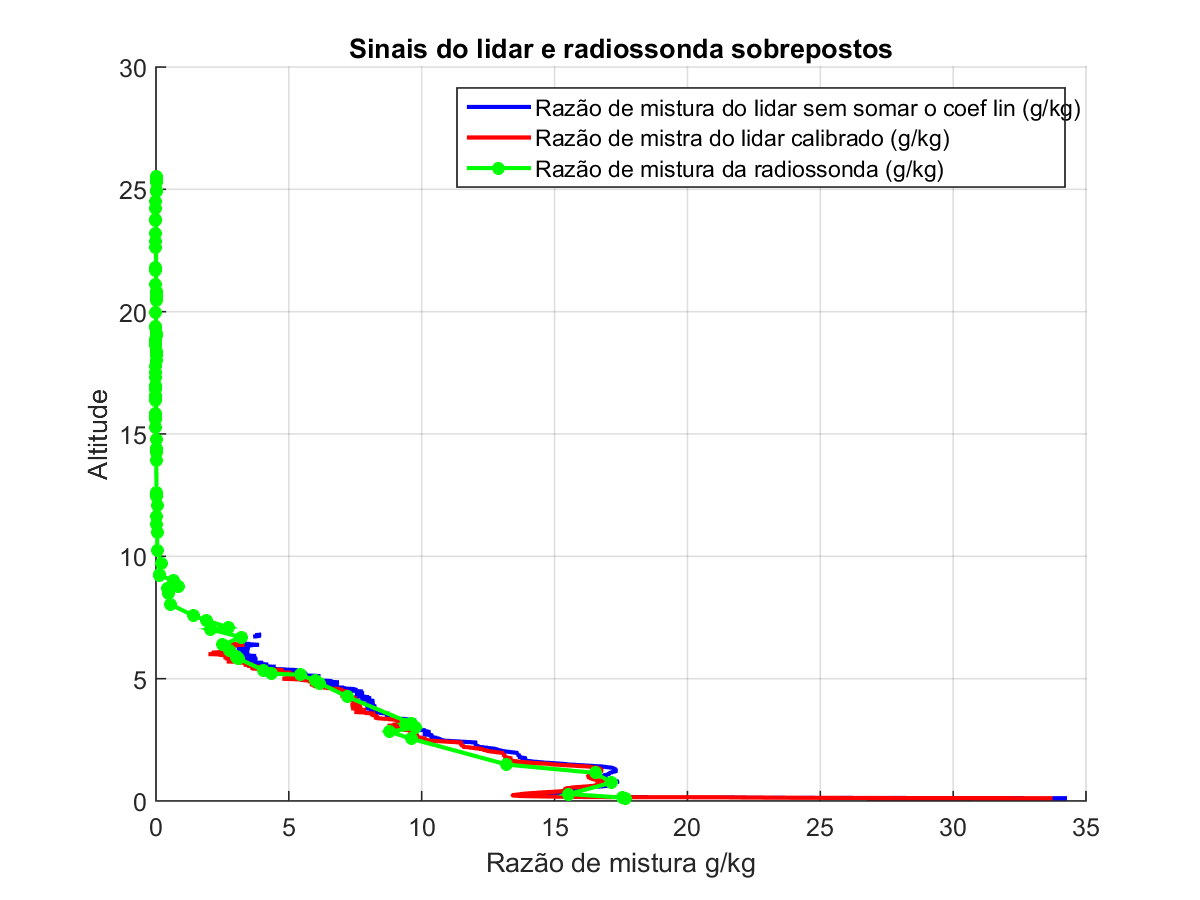 Sinais do lidar e radiossonda sobrepostos
30
Razão de mistura do lidar sem somar o coef lin (g/kg)
Razão de mistra do lidar calibrado (g/kg)
Razão de mistura da radiossonda (g/kg)
25
20
15
Altitude
10
5
0
0 5 10 15 20 25 30 35
Razão de mistura g/kg